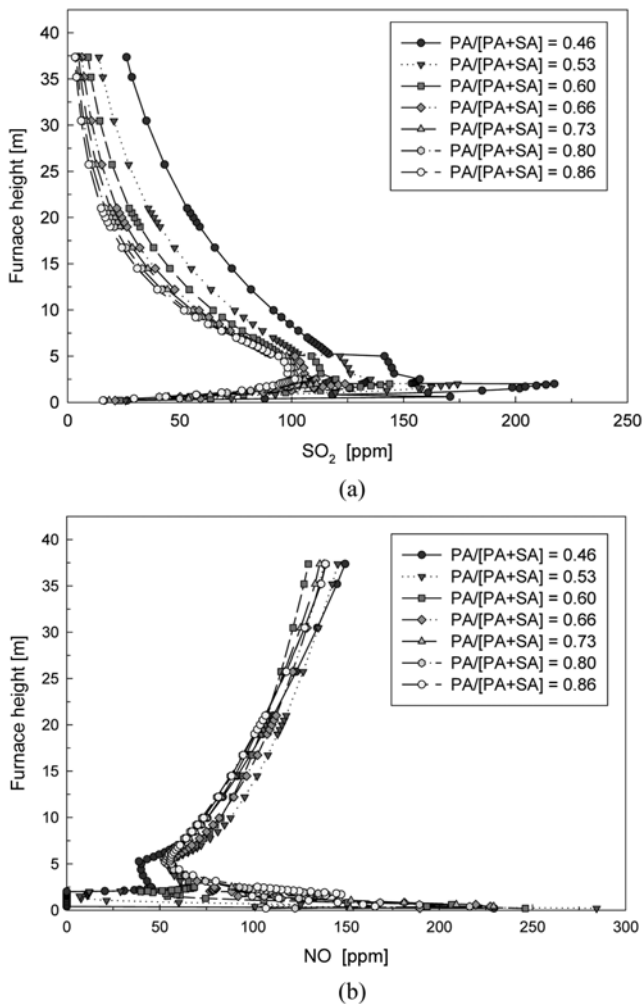 40
35
30
25
20
15
10
5
0
Furnace height [m]
PA/[PA+SA] = 0.46
PA/[PA+SA] = 0.53
PA/[PA+SA] = 0.60
PA/[PA+SA] = 0.66
PA/[PA+SA] = 0.73
PA/[PA+SA] = 0.80
PA/[PA+SA] = 0.86
0 50 100 150 200 250
SO₂ [ppm]
(a)
40
35
30
25
20
15
10
5
0
Furnace height [m]
PA/[PA+SA] = 0.46
PA/[PA+SA] = 0.53
PA/[PA+SA] = 0.60
PA/[PA+SA] = 0.66
PA/[PA+SA] = 0.73
PA/[PA+SA] = 0.80
PA/[PA+SA] = 0.86
0 50 100 150 200 250 300
NO [ppm]
(b)